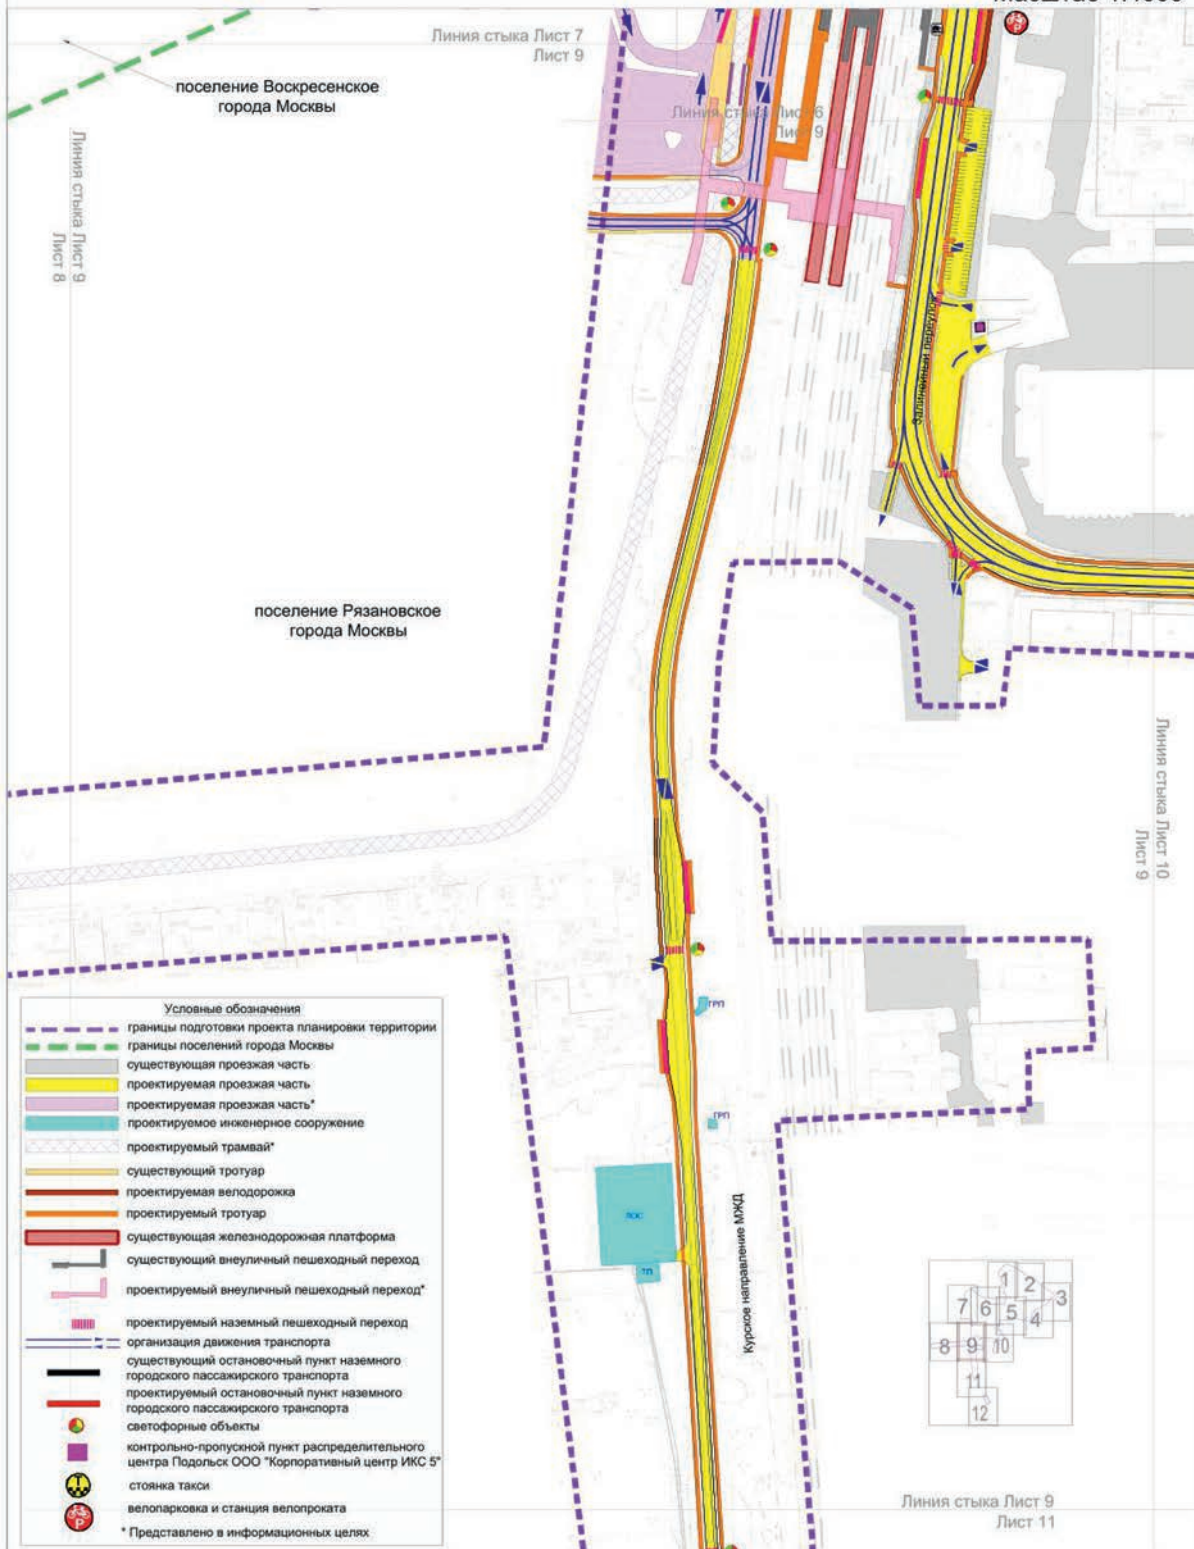 Линия стыка Лист 7
Лист 9
поселение Воскресенское
города Москвы
Линия стыка Лист 6
Лист 9
Линия стыка Лист 9
Лист 8
Залинейный переулок
поселение Рязановское
города Москвы
Линия стыка Лист 10
Лист 9
ГРП
ГРП
ЛОС
ТП
Курское направление МЖД
Условные обозначения
границы подготовки проекта планировки территории
границы поселений города Москвы
существующая проезжая часть
проектируемая проезжая часть
проектируемая проезжая часть*
проектируемое инженерное сооружение
проектируемый трамвай*
существующий тротуар
проектируемая велодорожка
проектируемый тротуар
существующая железнодорожная платформа
существующий внеуличный пешеходный переход
проектируемый внеуличный пешеходный переход*
проектируемый наземный пешеходный переход
организация движения транспорта
существующий остановочный пункт наземного
городского пассажирского транспорта
проектируемый остановочный пункт наземного
городского пассажирского транспорта
светофорные объекты
контрольно-пропускной пункт распределительного
центра Подольск ООО "Корпоративный центр ИКС 5"
Т
стоянка такси
P
велопарковка и станция велопроката
* Представлено в информационных целях
1
2
3
7
6
5
4
8
9
10
11
12
Линия стыка Лист 9
Лист 11